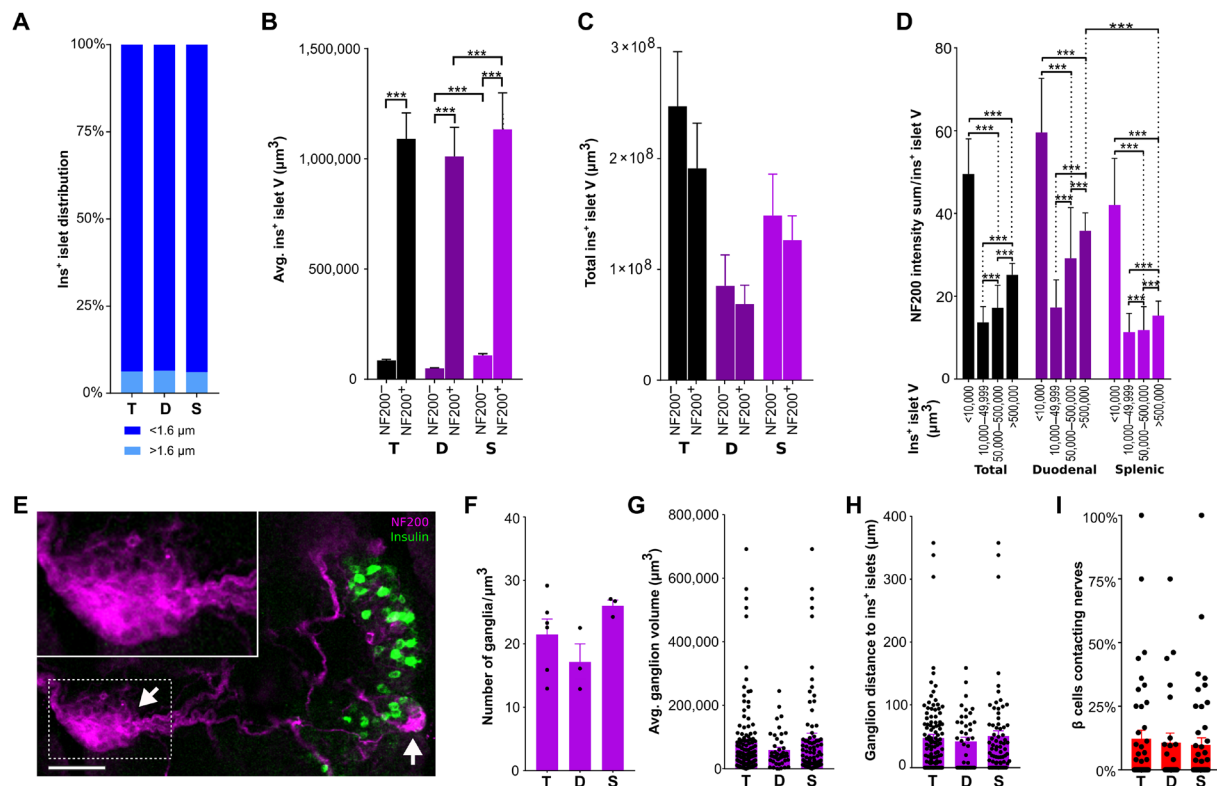 A
Ins⁺ islet distribution
100%
75%
50%
25%
0%
T D S
<1.6 µm
>1.6 µm
B
Avg. ins⁺ islet V (µm³)
1,500,000
1,000,000
500,000
0
*** *** *** *** ***
NF200⁻ NF200⁺ NF200⁻ NF200⁺ NF200⁻ NF200⁺
T D S
C
Total ins⁺ islet V (µm³)
3×10⁸
2×10⁸
1×10⁸
0
NF200⁻ NF200⁺ NF200⁻ NF200⁺ NF200⁻ NF200⁺
T D S
D
NF200 intensity sum/ins⁺ islet V
80
60
40
20
0
***
*** *** *** ***
*** *** *** ***
*** *** *** *** *** ***
Ins⁺ islet V
(µm³)
<10,000 10,000—49,999 50,000—500,000 >500,000
<10,000 10,000—49,999 50,000—500,000 >500,000
<10,000 10,000—49,999 50,000—500,000 >500,000
Total Duodenal Splenic
E
NF200
Insulin
F
Number of ganglia/µm³
40
30
20
10
0
T D S
G
Avg. ganglion volume (µm³)
800,000
600,000
400,000
200,000
0
T D S
H
Ganglion distance to ins⁺ islets (µm)
400
300
200
100
0
T D S
I
β cells contacting nerves
100%
75%
50%
25%
0%
T D S